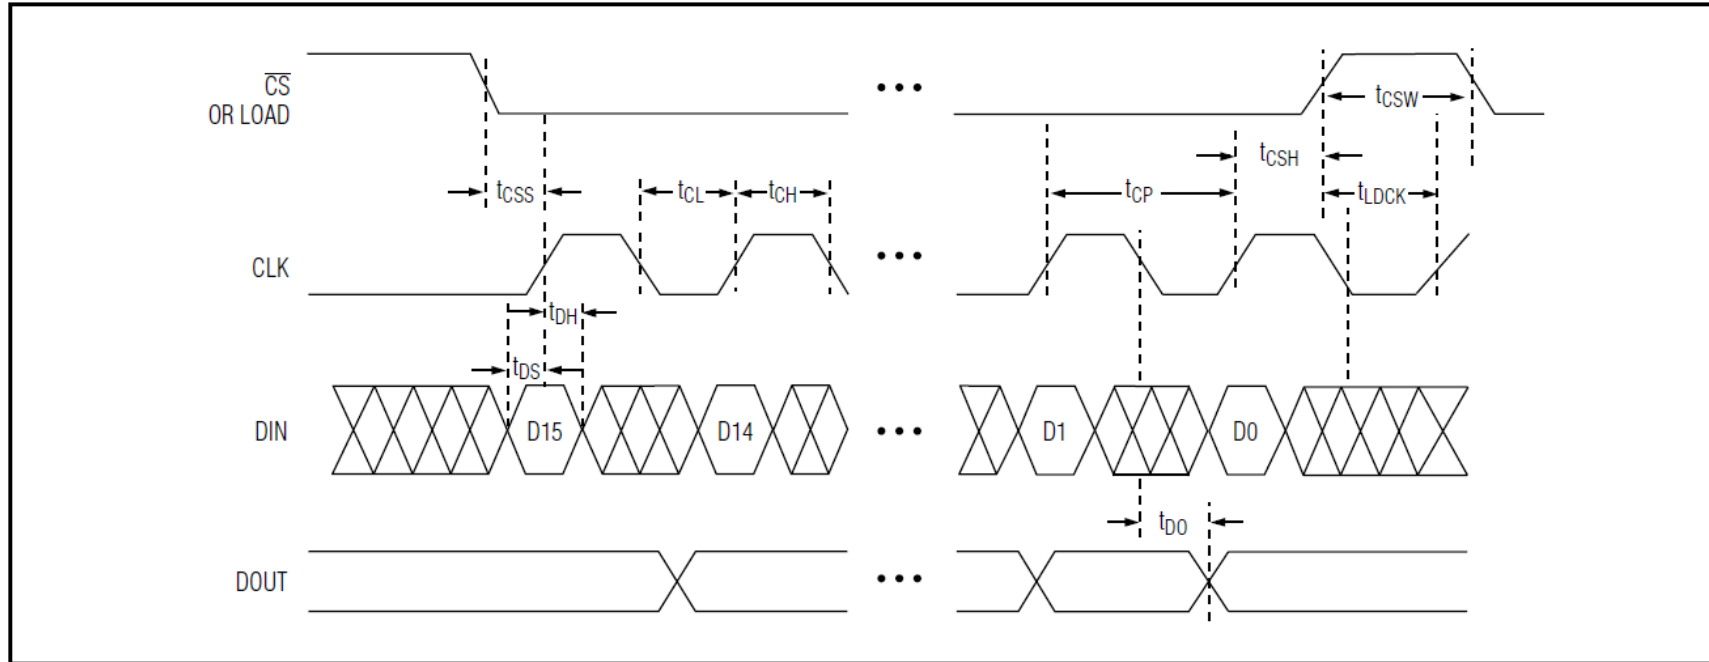 CS
OR LOAD
• • •
tCSW
tCSH
tCSS
tCL
tCH
tCP
tLDCK
CLK
• • •
tDH
tDS
DIN
D15
D14
• • •
D1
D0
tDO
DOUT
• • •